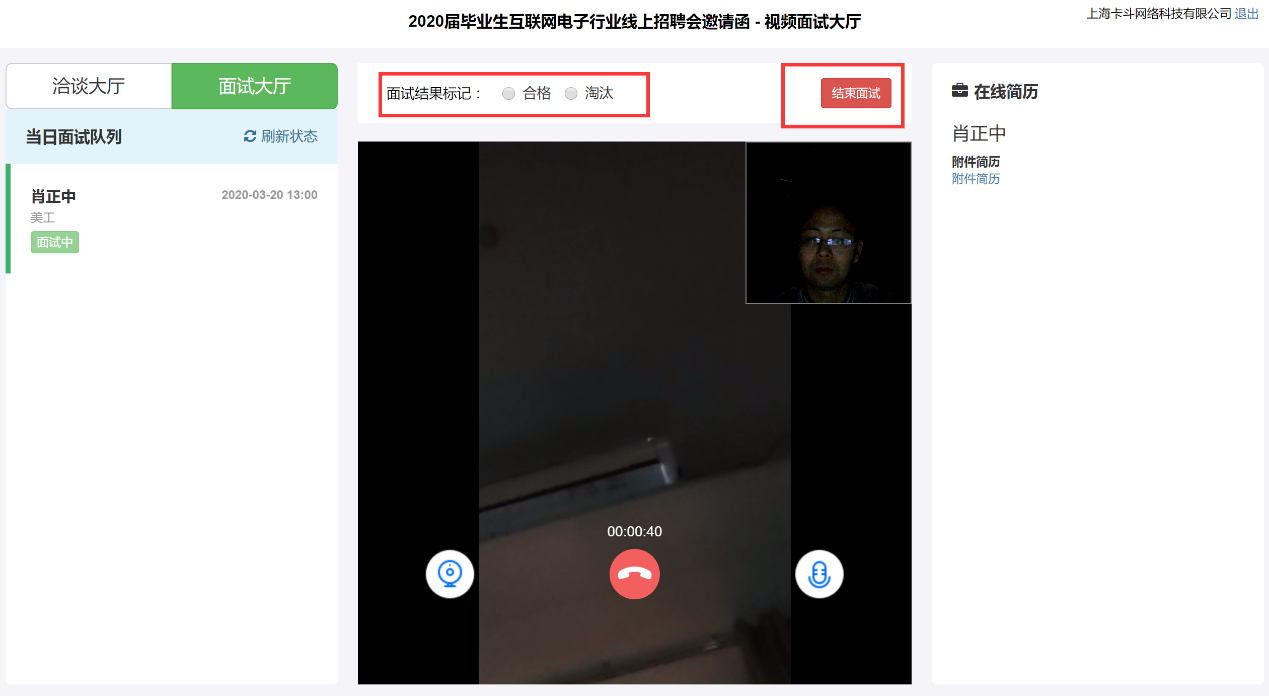 2020届毕业生互联网电子行业线上招聘会邀请函 - 视频面试大厅
上海卡斗网络科技有限公司 退出
洽谈大厅 面试大厅
当日面试队列 刷新状态
肖正中 2020-03-20 13:00
美工
面试中
面试结果标记： 合格 淘汰
结束面试
00:00:40
在线简历
肖正中
附件简历
附件简历